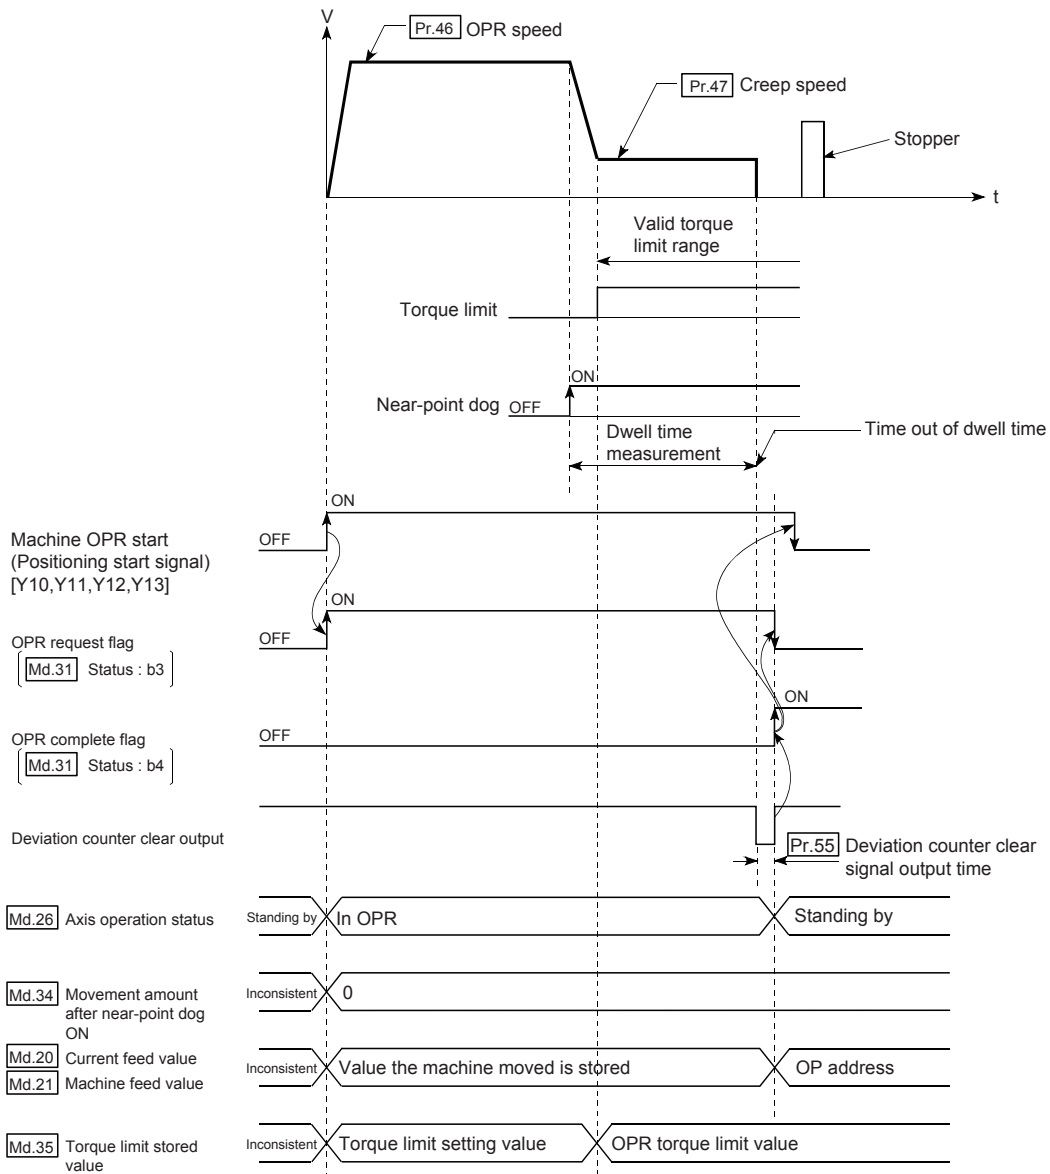 V
Pr.46 OPR speed
Pr.47 Creep speed
Stopper
t
Valid torque
limit range
Torque limit
ON
Near-point dog OFF
Dwell time
measurement
Time out of dwell time
ON
Machine OPR start
(Positioning start signal)
[Y10,Y11,Y12,Y13]
OFF
ON
OPR request flag
Md.31 Status : b3
OFF
ON
OPR complete flag
Md.31 Status : b4
OFF
Deviation counter clear output
Pr.55 Deviation counter clear
signal output time
Md.26 Axis operation status
Standing by
In OPR
Standing by
Md.34 Movement amount
after near-point dog
ON
Inconsistent
0
Md.20 Current feed value
Md.21 Machine feed value
Inconsistent
Value the machine moved is stored
OP address
Md.35 Torque limit stored
value
Inconsistent
Torque limit setting value
OPR torque limit value